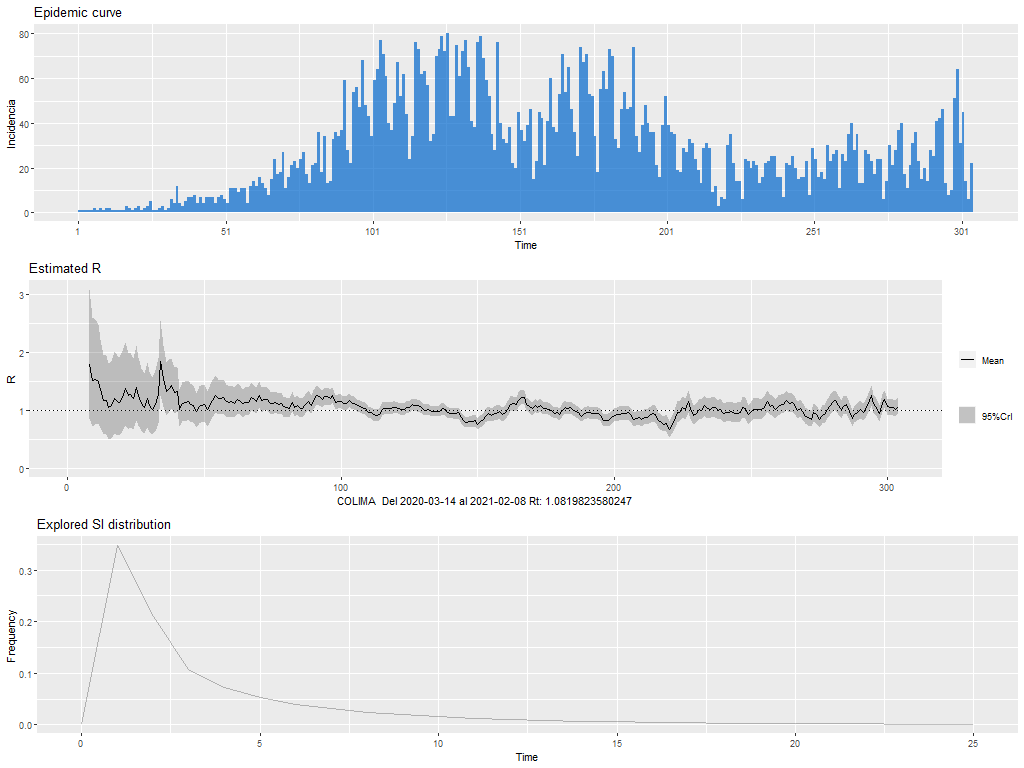 Epidemic curve
80
60
40
20
0
Incidencia
1
51
101
151
201
251
301
Time
Estimated R
3
2
1
0
R
0
100
200
300
COLIMA Del 2020-03-14 al 2021-02-08 Rt: 1.0819823580247
Mean
95%CrI
Explored SI distribution
0.3
0.2
0.1
0.0
Frequency
0
5
10
15
20
25
Time